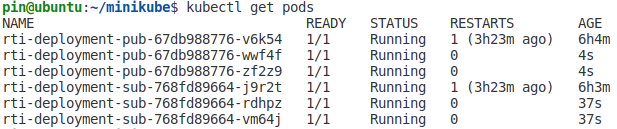 pin@ubuntu:~/minikube$ kubectl get pods
NAME READY STATUS RESTARTS AGE
rti-deployment-pub-67db988776-v6k54 1/1 Running 1 (3h23m ago) 6h4m
rti-deployment-pub-67db988776-wwf4f 1/1 Running 0 4s
rti-deployment-pub-67db988776-zf2z9 1/1 Running 0 4s
rti-deployment-sub-768fd89664-j9r2t 1/1 Running 1 (3h23m ago) 6h3m
rti-deployment-sub-768fd89664-rdhpz 1/1 Running 0 37s
rti-deployment-sub-768fd89664-vm64j 1/1 Running 0 37s